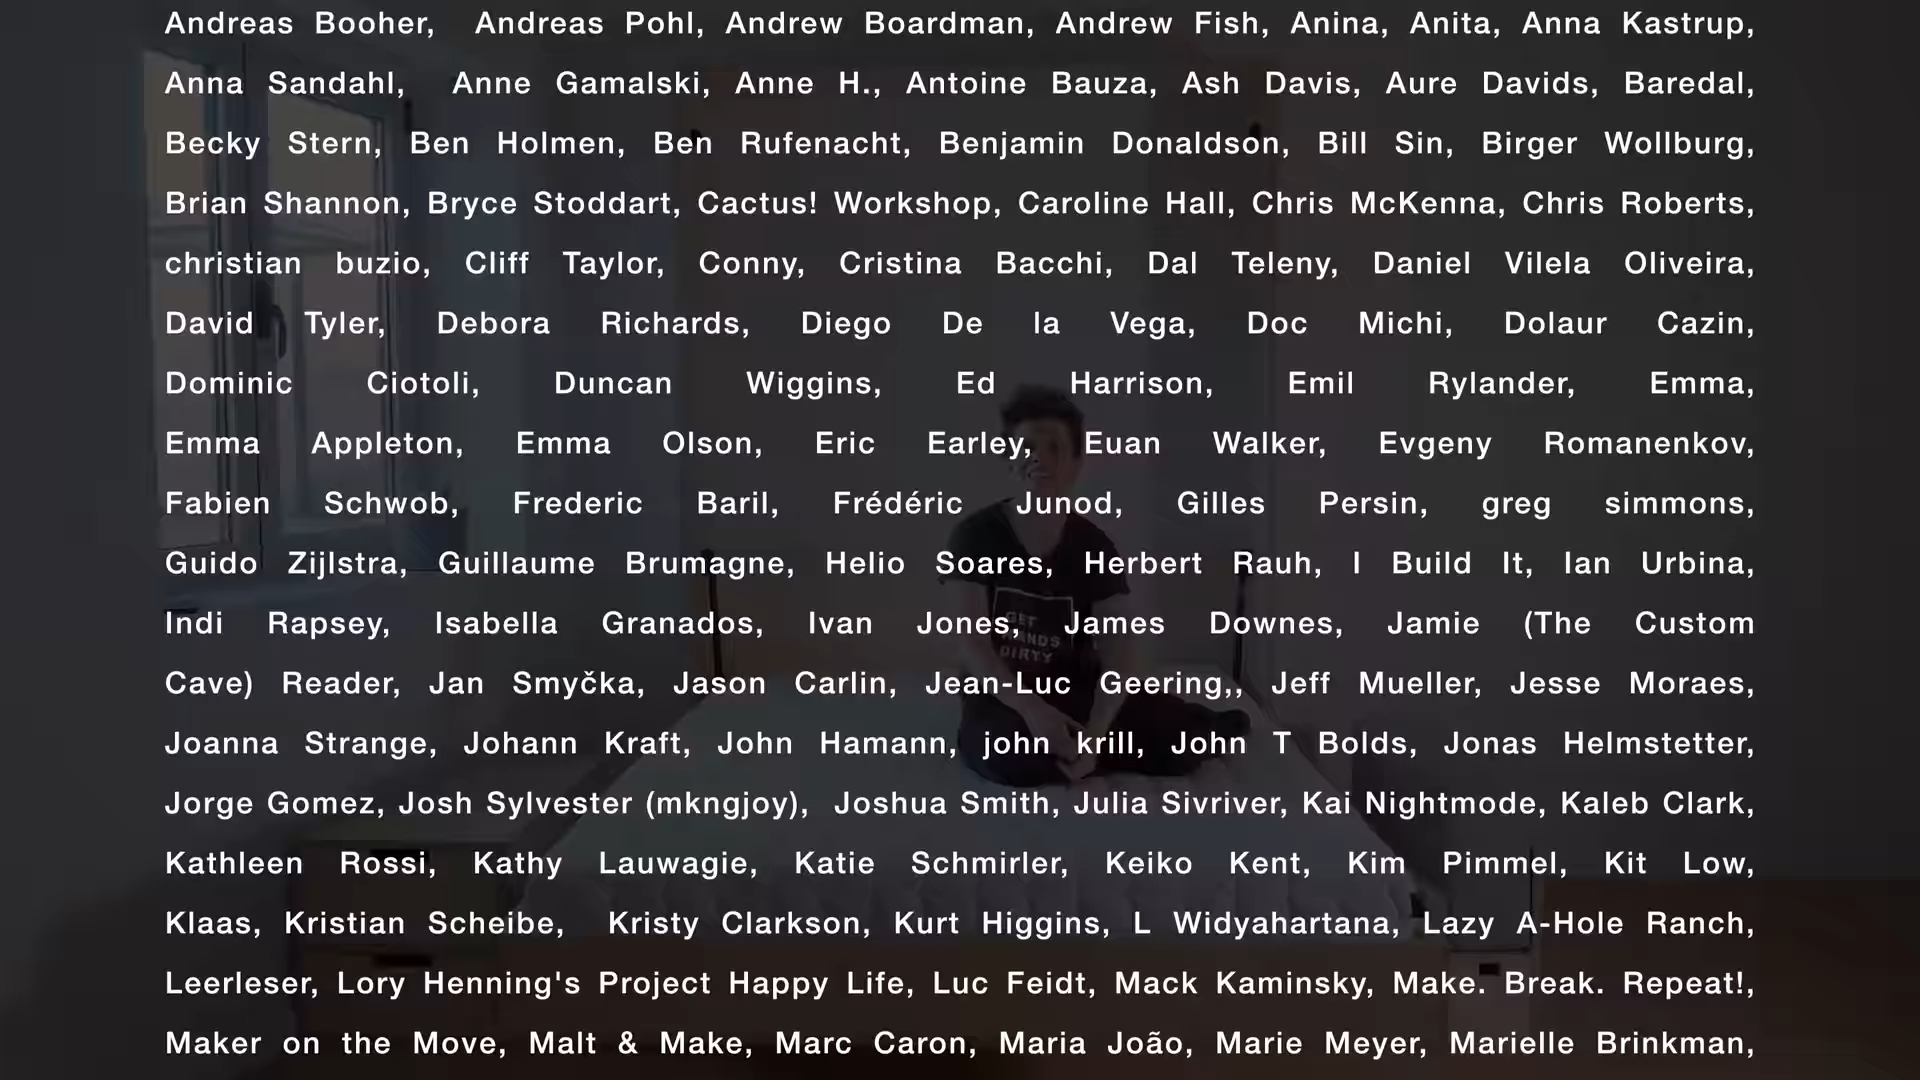 Andreas Booher, Andreas Pohl, Andrew Boardman, Andrew Fish, Anina, Anita, Anna Kastrup,
Anna Sandahl, Anne Gamalski, Anne H., Antoine Bauza, Ash Davis, Aure Davids, Baredal,
Becky Stern, Ben Holmen, Ben Rufenacht, Benjamin Donaldson, Bill Sin, Birger Wollburg,
Brian Shannon, Bryce Stoddart, Cactus! Workshop, Caroline Hall, Chris McKenna, Chris Roberts,
christian buzio, Cliff Taylor, Conny, Cristina Bacchi, Dal Teleny, Daniel Vilela Oliveira,
David Tyler, Debora Richards, Diego De la Vega, Doc Michi, Dolaur Cazin,
Dominic Ciotoli, Duncan Wiggins, Ed Harrison, Emil Rylander, Emma,
Emma Appleton, Emma Olson, Eric Earley, Euan Walker, Evgeny Romanenkov,
Fabien Schwob, Frederic Baril, Frédéric Junod, Gilles Persin, greg simmons,
Guido Zijlstra, Guillaume Brumagne, Helio Soares, Herbert Rauh, I Build It, Ian Urbina,
Indi Rapsey, Isabella Granados, Ivan Jones, James Downes, Jamie (The Custom
Cave) Reader, Jan Smyčka, Jason Carlin, Jean-Luc Geering,, Jeff Mueller, Jesse Moraes,
Joanna Strange, Johann Kraft, John Hamann, john krill, John T Bolds, Jonas Helmstetter,
Jorge Gomez, Josh Sylvester (mkngjoy), Joshua Smith, Julia Sivriver, Kai Nightmode, Kaleb Clark,
Kathleen Rossi, Kathy Lauwagie, Katie Schmirler, Keiko Kent, Kim Pimmel, Kit Low,
Klaas, Kristian Scheibe, Kristy Clarkson, Kurt Higgins, L Widyahartana, Lazy A-Hole Ranch,
Leerleser, Lory Henning's Project Happy Life, Luc Feidt, Mack Kaminsky, Make. Break. Repeat!,
Maker on the Move, Malt & Make, Marc Caron, Maria João, Marie Meyer, Marielle Brinkman,
GET
HANDS
DIRTY